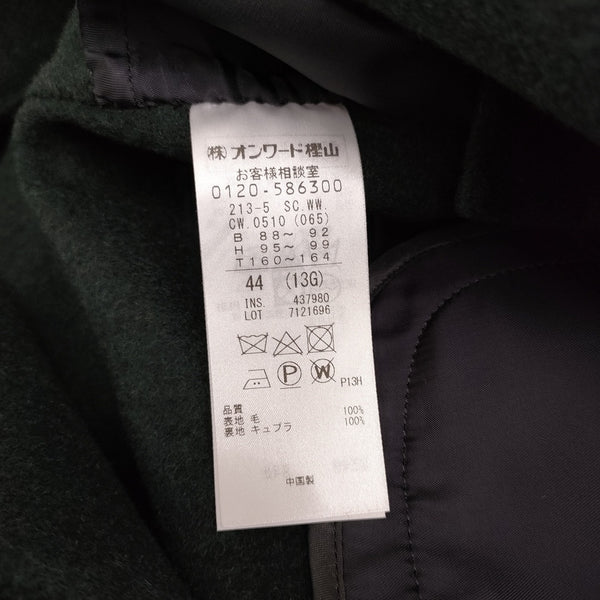 ㈱オンワード樫山
お客様相談室
0120-586300
213-5 SC.WW.
CW.0510 (065)
B 88～ 92
H 95～ 99
T160～164
44 (13G)
INS. 437980
LOT 7121696
P W P13H
品質 100%
表地 毛 100%
裏地 キュプラ
中国製